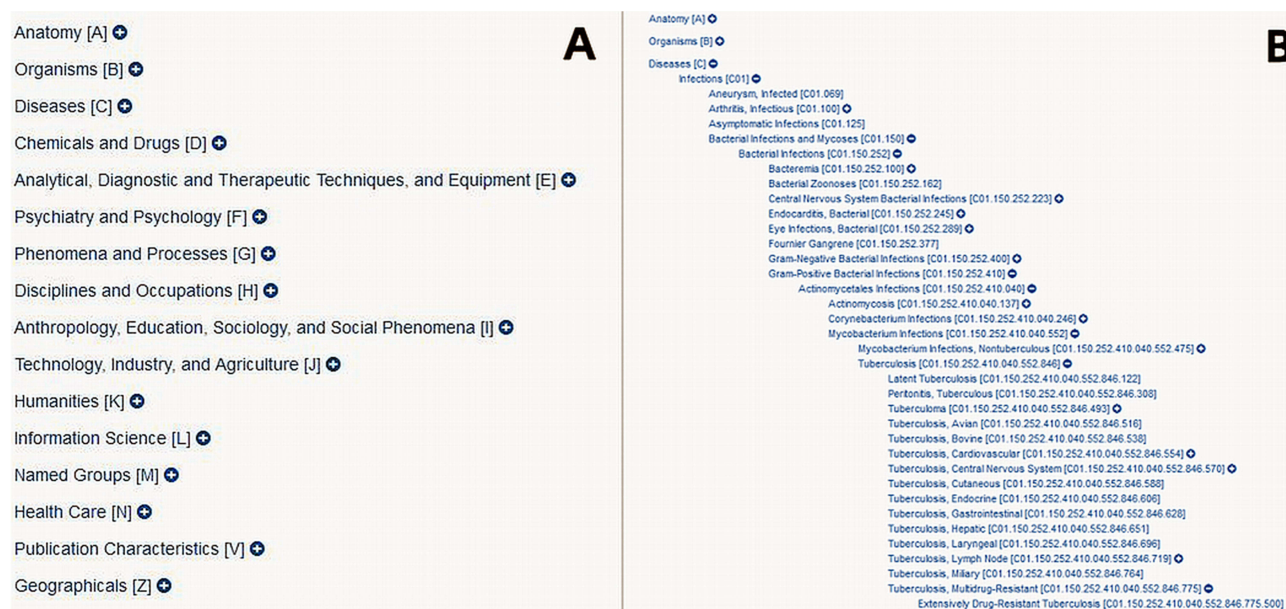 Anatomy [A]
Organisms [B]
Diseases [C]
Chemicals and Drugs [D]
Analytical, Diagnostic and Therapeutic Techniques, and Equipment [E]
Psychiatry and Psychology [F]
Phenomena and Processes [G]
Disciplines and Occupations [H]
Anthropology, Education, Sociology, and Social Phenomena [I]
Technology, Industry, and Agriculture [J]
Humanities [K]
Information Science [L]
Named Groups [M]
Health Care [N]
Publication Characteristics [V]
Geographicals [Z]
A
Anatomy [A]
Organisms [B]
Diseases [C]
Infections [C01]
Aneurysm, Infected [C01.069]
Arthritis, Infectious [C01.100]
Asymptomatic Infections [C01.125]
Bacterial Infections and Mycoses [C01.150]
Bacterial Infections [C01.150.252]
Bacteremia [C01.150.252.100]
Bacterial Zoonoses [C01.150.252.162]
Central Nervous System Bacterial Infections [C01.150.252.223]
Endocarditis, Bacterial [C01.150.252.245]
Eye Infections, Bacterial [C01.150.252.289]
Fournier Gangrene [C01.150.252.377]
Gram-Negative Bacterial Infections [C01.150.252.400]
Gram-Positive Bacterial Infections [C01.150.252.410]
Actinomycetales Infections [C01.150.252.410.040]
Actinomycosis [C01.150.252.410.040.137]
Corynebacterium Infections [C01.150.252.410.040.246]
Mycobacterium Infections [C01.150.252.410.040.552]
Mycobacterium Infections, Nontuberculous [C01.150.252.410.040.552.475]
Tuberculosis [C01.150.252.410.040.552.846]
Latent Tuberculosis [C01.150.252.410.040.552.846.122]
Peritonitis, Tuberculous [C01.150.252.410.040.552.846.308]
Tuberculoma [C01.150.252.410.040.552.846.493]
Tuberculosis, Avian [C01.150.252.410.040.552.846.516]
Tuberculosis, Bovine [C01.150.252.410.040.552.846.538]
Tuberculosis, Cardiovascular [C01.150.252.410.040.552.846.554]
Tuberculosis, Central Nervous System [C01.150.252.410.040.552.846.570]
Tuberculosis, Cutaneous [C01.150.252.410.040.552.846.588]
Tuberculosis, Endocrine [C01.150.252.410.040.552.846.606]
Tuberculosis, Gastrointestinal [C01.150.252.410.040.552.846.628]
Tuberculosis, Hepatic [C01.150.252.410.040.552.846.651]
Tuberculosis, Laryngeal [C01.150.252.410.040.552.846.696]
Tuberculosis, Lymph Node [C01.150.252.410.040.552.846.719]
Tuberculosis, Miliary [C01.150.252.410.040.552.846.764]
Tuberculosis, Multidrug-Resistant [C01.150.252.410.040.552.846.775]
Extensively Drug-Resistant Tuberculosis [C01.150.252.410.040.552.846.775.500]
B